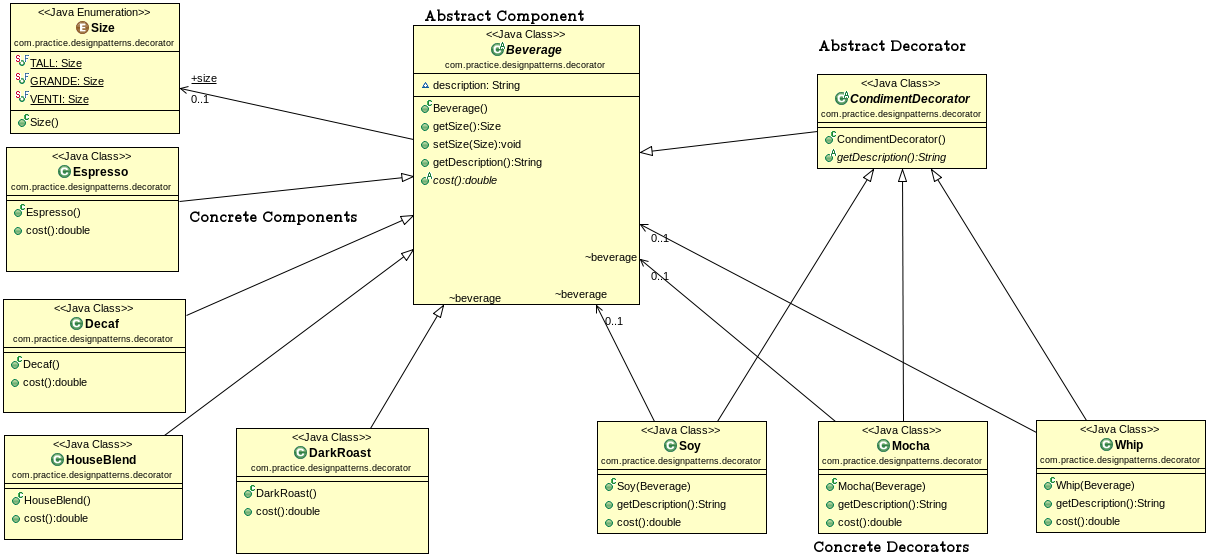 <<Java Enumeration>>
Size
com.practice.designpatterns.decorator
TALL: Size
GRANDE: Size
VENTI: Size
Size()
+size
0..1
Abstract Component
<<Java Class>>
Beverage
com.practice.designpatterns.decorator
description: String
Beverage()
getSize():Size
setSize(Size):void
getDescription():String
cost():double
~beverage
~beverage
~beverage
0..1
0..1
0..1
Abstract Decorator
<<Java Class>>
CondimentDecorator
com.practice.designpatterns.decorator
CondimentDecorator()
getDescription():String
<<Java Class>>
Espresso
com.practice.designpatterns.decorator
Espresso()
cost():double
Concrete Components
<<Java Class>>
Decaf
com.practice.designpatterns.decorator
Decaf()
cost():double
<<Java Class>>
HouseBlend
com.practice.designpatterns.decorator
HouseBlend()
cost():double
<<Java Class>>
DarkRoast
com.practice.designpatterns.decorator
DarkRoast()
cost():double
<<Java Class>>
Soy
com.practice.designpatterns.decorator
Soy(Beverage)
getDescription():String
cost():double
<<Java Class>>
Mocha
com.practice.designpatterns.decorator
Mocha(Beverage)
getDescription():String
cost():double
<<Java Class>>
Whip
com.practice.designpatterns.decorator
Whip(Beverage)
getDescription():String
cost():double
Concrete Decorators